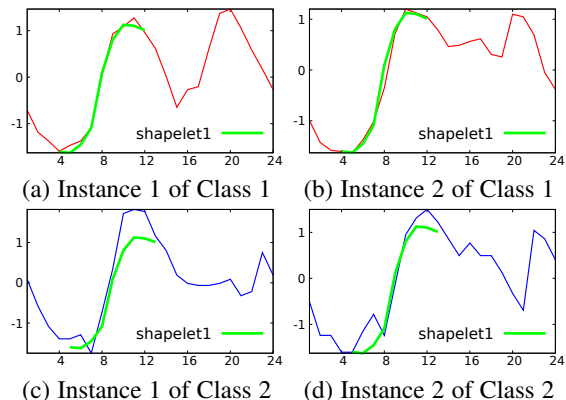 1
0
-1
shapelet1
4 8 12 16 20 24
(a) Instance 1 of Class 1
1
0
-1
shapelet1
4 8 12 16 20 24
(b) Instance 2 of Class 1
1
0
-1
shapelet1
4 8 12 16 20 24
(c) Instance 1 of Class 2
1
0
-1
shapelet1
4 8 12 16 20 24
(d) Instance 2 of Class 2